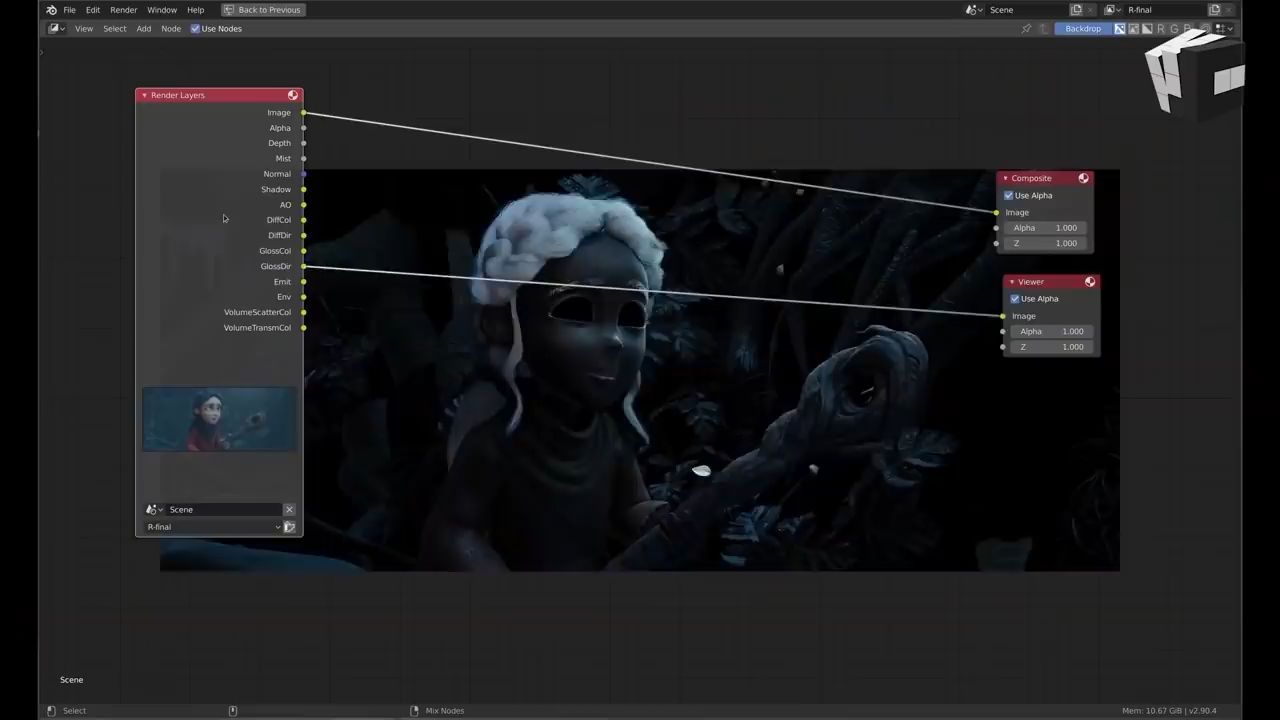 File Edit Render Window Help Back to Previous Scene R-final
View Select Add Node Use Nodes Backdrop R G B
Render Layers
Image
Alpha
Depth
Mist
Normal
Shadow
AO
DiffCol
DiffDir
GlossCol
GlossDir
Emit
Env
VolumeScatterCol
VolumeTransmCol
Scene
R-final
Composite
Use Alpha
Image
Alpha 1.000
Z 1.000
Viewer
Use Alpha
Image
Alpha 1.000
Z 1.000
Scene
Select Mix Nodes Mem: 10.67 GiB | v2.90.4